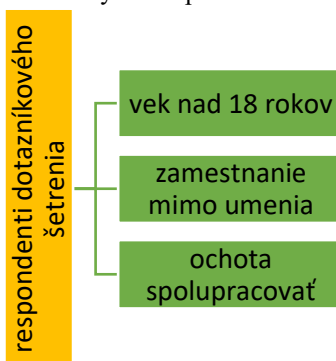 respondenti dotazníkového
šetrenia
vek nad 18 rokov
zamestnanie
mimo umenia
ochota
spolupracovať